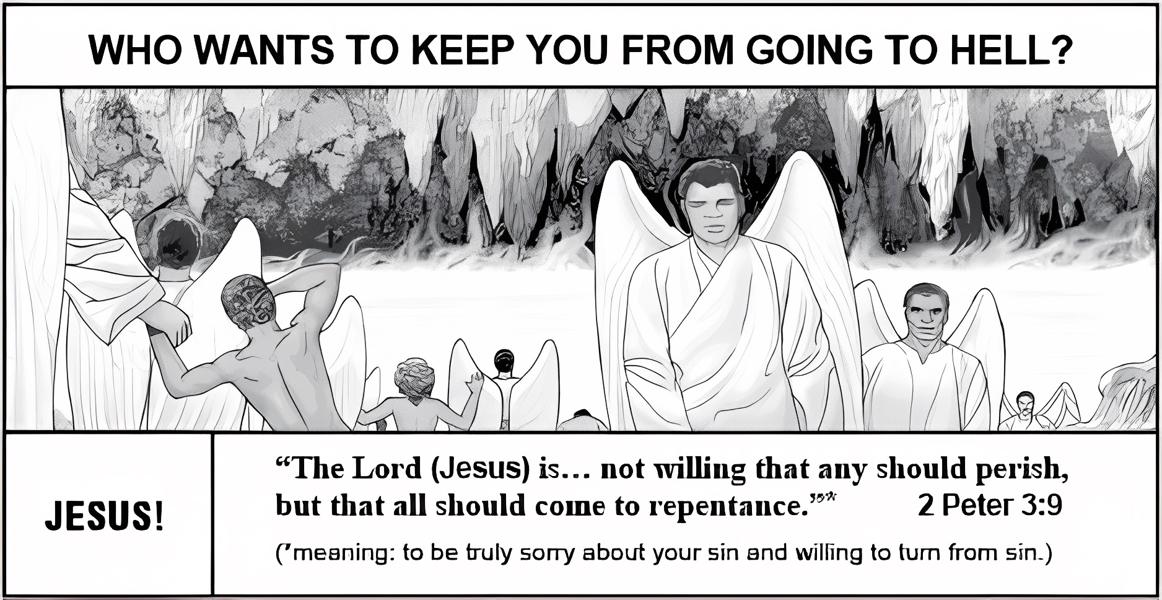 WHO WANTS TO KEEP YOU FROM GOING TO HELL?
JESUS!
“The Lord (Jesus) is... not willing that any should perish,
but that all should come to repentance.”*
2 Peter 3:9
(*meaning: to be truly sorry about your sin and willing to turn from sin.)